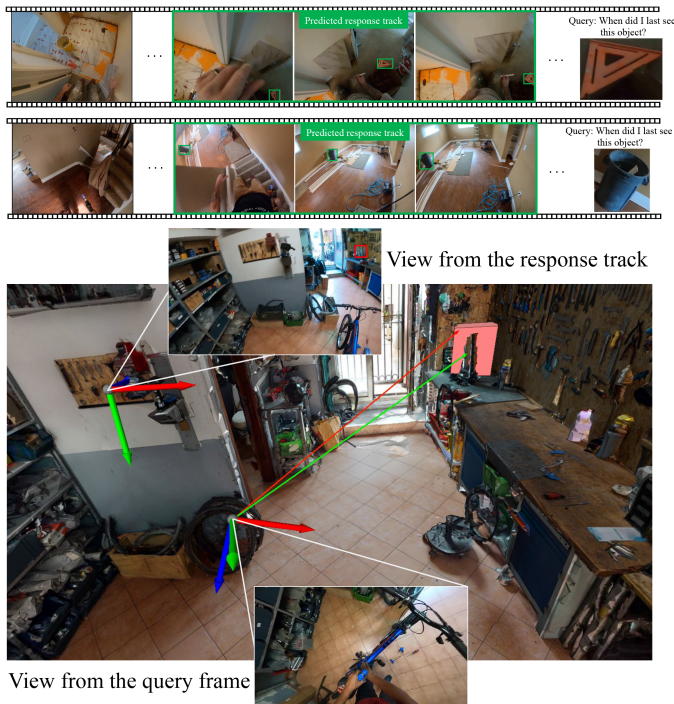 Predicted response track
Query: When did I last see
this object?
. . .
. . .
Predicted response track
Query: When did I last see
this object?
. . .
. . .
View from the response track
View from the query frame